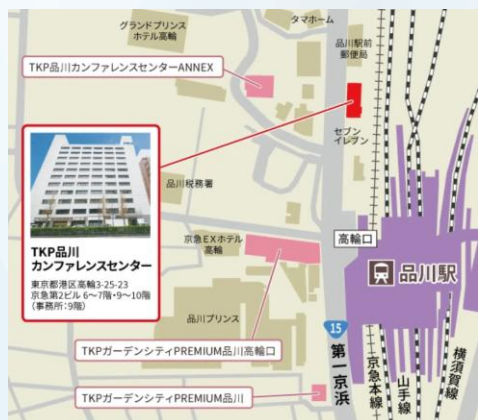 グランドプリンス
ホテル高輪
タマホーム
品川駅前
郵便局
TKP品川カンファレンスセンターANNEX
セブン
イレブン
品川税務署
TKP品川
カンファレンスセンター
東京都港区高輪3-25-23
京急第2ビル 6~7階・9~10階
(事務所:9階)
京急EXホテル
高輪
高輪口
品川駅
品川プリンス
TKPガーデンシティPREMIUM品川高輪口
15
第一京浜
TKPガーデンシティPREMIUM品川
京急本線
山手線
横須賀線